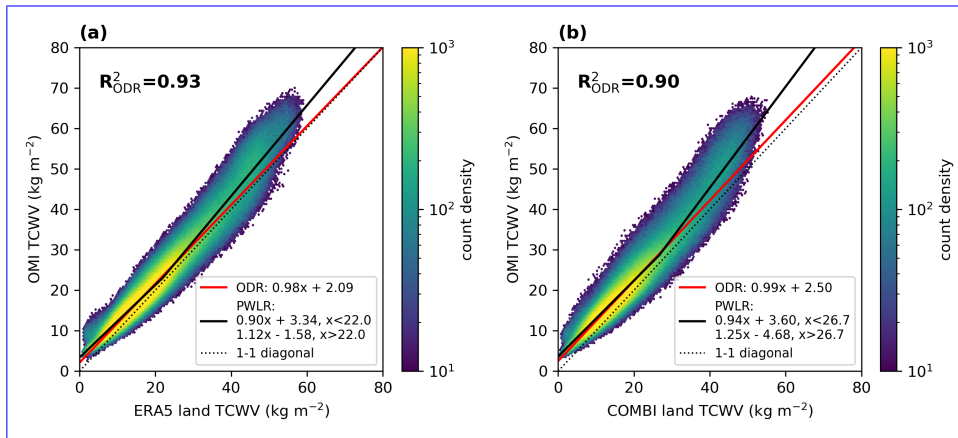 (a)
R²ODR=0.93
80
70
60
50
40
30
20
10
0
OMI TCWV (kg m⁻²)
0 20 40 60 80
ERA5 land TCWV (kg m⁻²)
ODR: 0.98x + 2.09
PWLR:
0.90x + 3.34, x<22.0
1.12x - 1.58, x>22.0
1-1 diagonal
10³
10²
10¹
count density
(b)
R²ODR=0.90
80
70
60
50
40
30
20
10
0
OMI TCWV (kg m⁻²)
0 20 40 60 80
COMBI land TCWV (kg m⁻²)
ODR: 0.99x + 2.50
PWLR:
0.94x + 3.60, x<26.7
1.25x - 4.68, x>26.7
1-1 diagonal
10³
10²
10¹
count density